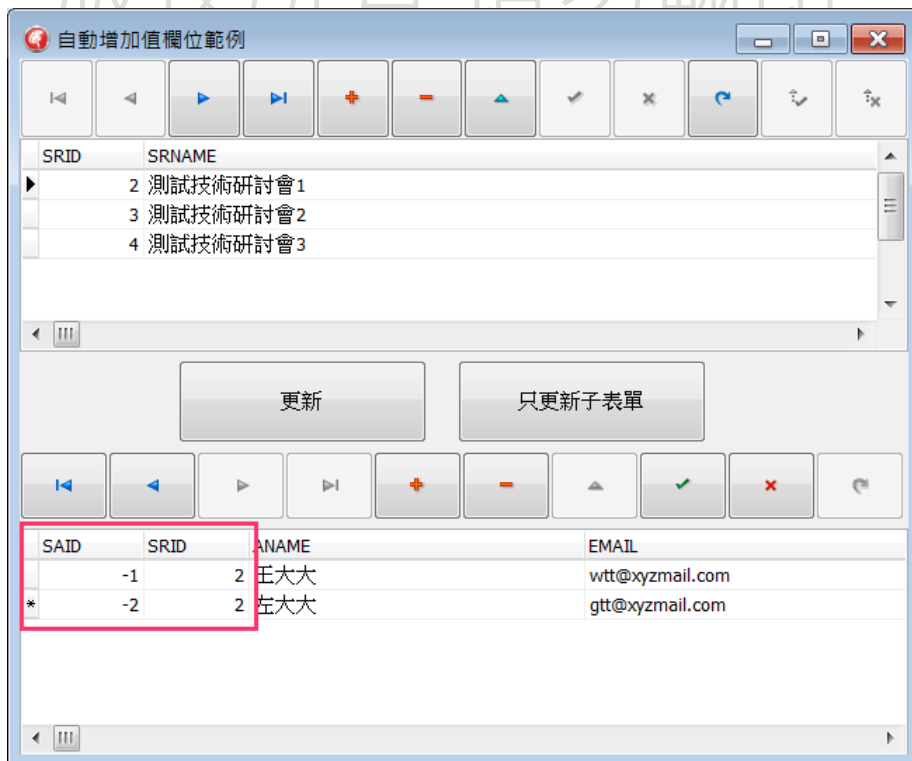 自動增加值欄位範例
SRID SRNAME
2 測試技術研討會1
3 測試技術研討會2
4 測試技術研討會3
更新 只更新子表單
SAID SRID ANAME EMAIL
-1 2 王大大 wtt@xyzmail.com
* -2 2 左大大 gtt@xyzmail.com